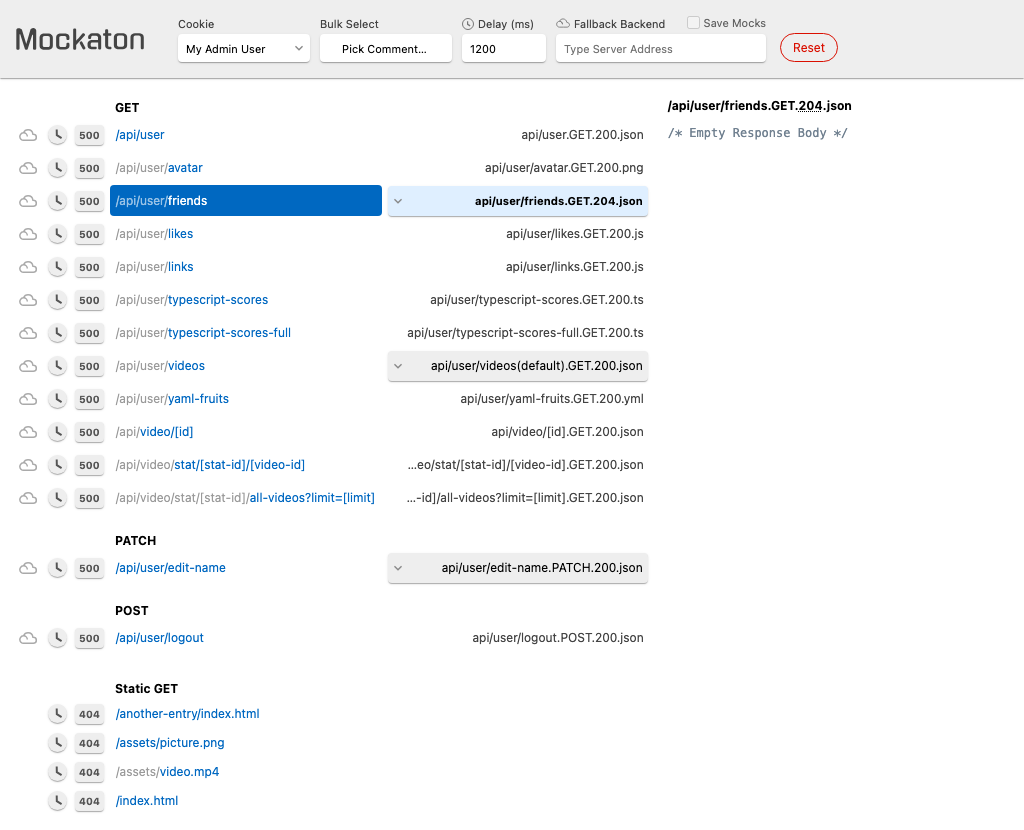 Mockaton
Cookie
My Admin User
Bulk Select
Pick Comment...
Delay (ms)
1200
Fallback Backend
Save Mocks
Type Server Address
Reset
GET
500 /api/user api/user.GET.200.json
500 /api/user/avatar api/user/avatar.GET.200.png
500 /api/user/friends api/user/friends.GET.204.json
500 /api/user/likes api/user/likes.GET.200.js
500 /api/user/links api/user/links.GET.200.js
500 /api/user/typescript-scores api/user/typescript-scores.GET.200.ts
500 /api/user/typescript-scores-full api/user/typescript-scores-full.GET.200.ts
500 /api/user/videos api/user/videos(default).GET.200.json
500 /api/user/yaml-fruits api/user/yaml-fruits.GET.200.yml
500 /api/video/[id] api/video/[id].GET.200.json
500 /api/video/stat/[stat-id]/[video-id] ...eo/stat/[stat-id]/[video-id].GET.200.json
500 /api/video/stat/[stat-id]/all-videos?limit=[limit] ...-id]/all-videos?limit=[limit].GET.200.json
PATCH
500 /api/user/edit-name api/user/edit-name.PATCH.200.json
POST
500 /api/user/logout api/user/logout.POST.200.json
Static GET
404 /another-entry/index.html
404 /assets/picture.png
404 /assets/video.mp4
404 /index.html
/api/user/friends.GET.204.json
/* Empty Response Body */